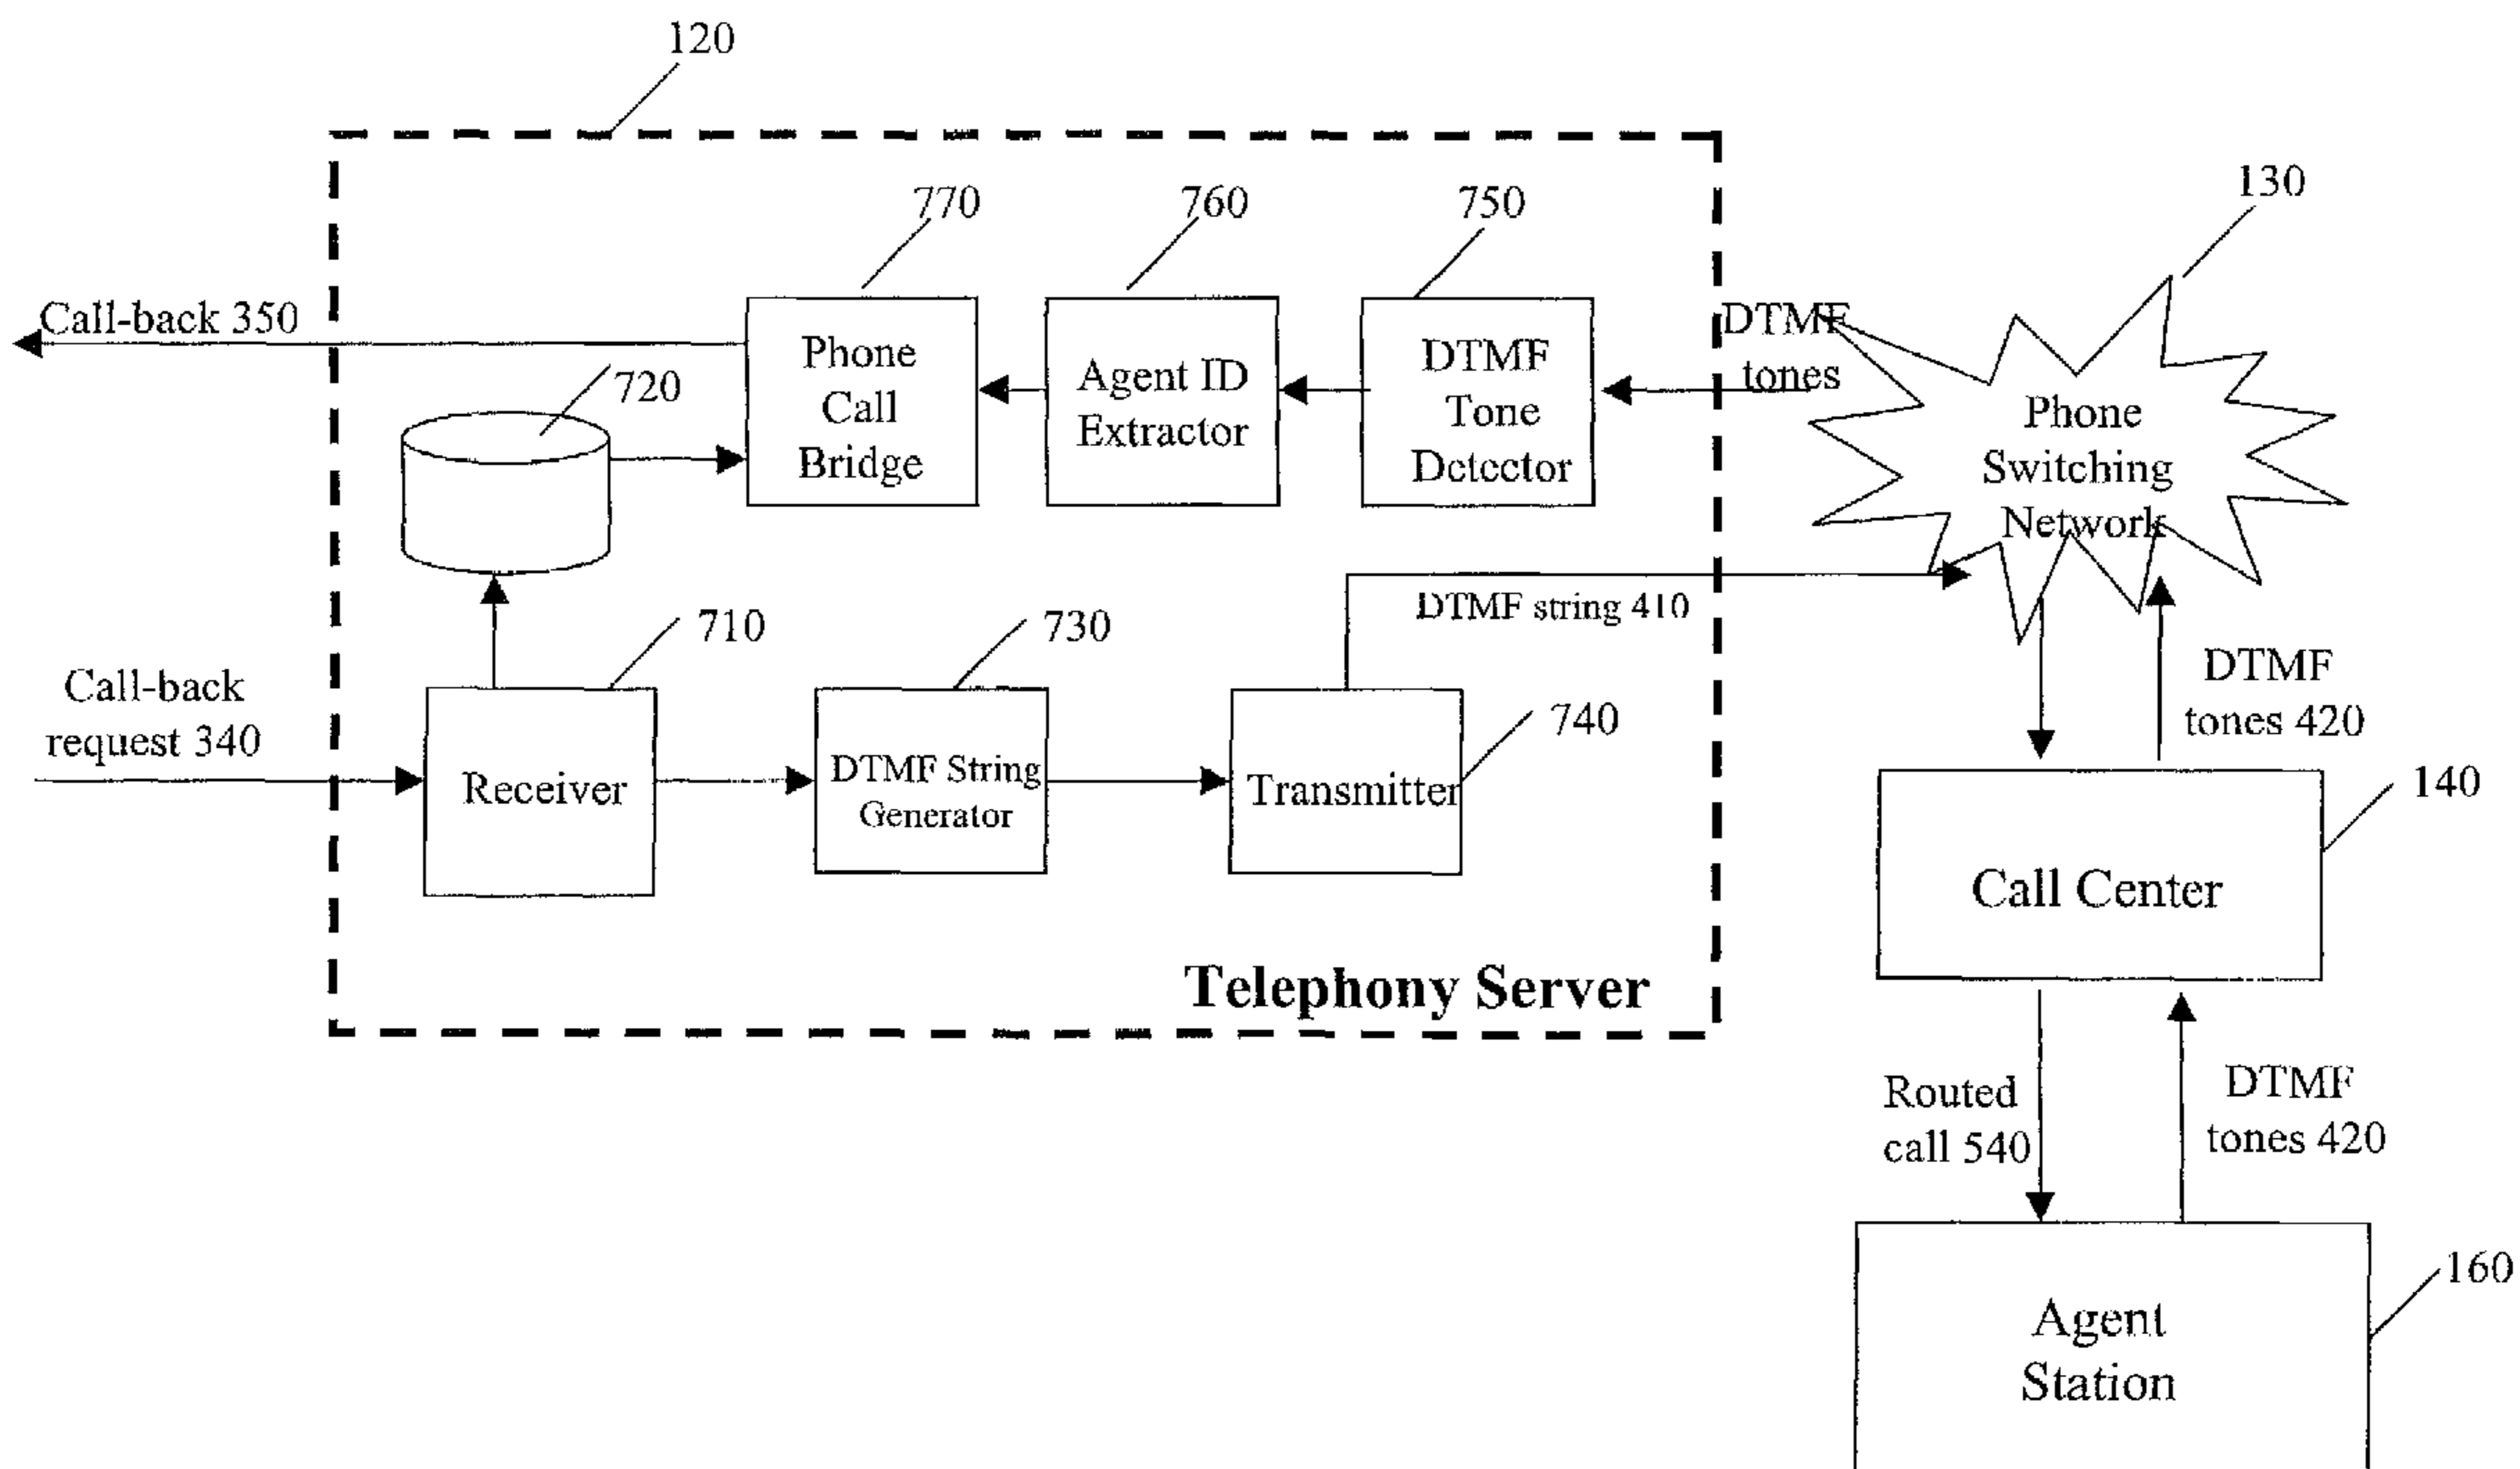 120
130
770
760
750
Call-back 350
720
Phone
Call
Bridge
Agent ID
Extractor
DTMF
Tone
Detector
DTMF
tones
Phone
Switching
Network
DTMF string 410
710
730
740
Call-back
request 340
Receiver
DTMF String
Generator
Transmitter
DTMF
tones 420
140
Call Center
Telephony Server
Routed
call 540
DTMF
tones 420
160
Agent
Station